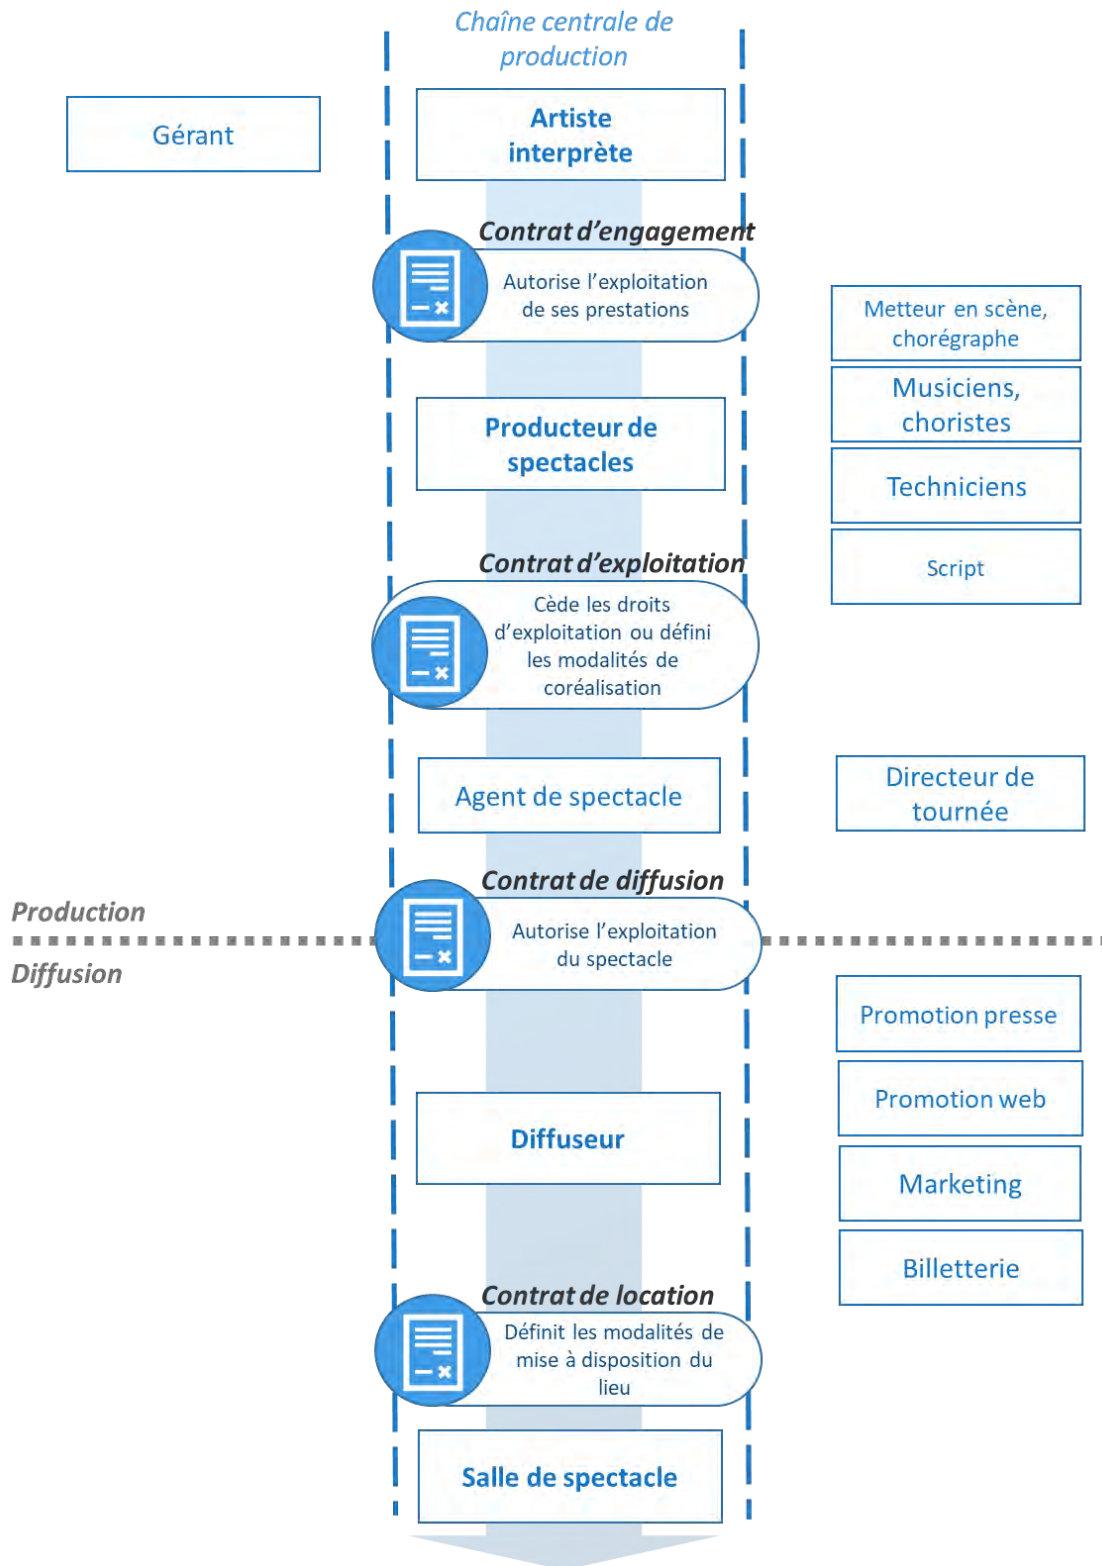 Chaîne centrale de
production
Gérant
Artiste
interprète
Contrat d’engagement
Autorise l’exploitation
de ses prestations
Metteur en scène,
chorégraphe
Musiciens,
choristes
Producteur de
spectacles
Techniciens
Script
Contrat d’exploitation
Cède les droits
d’exploitation ou défini
les modalités de
coréalisation
Agent de spectacle
Directeur de
tournée
Contrat de diffusion
Autorise l’exploitation
du spectacle
Production
Diffusion
Promotion presse
Promotion web
Diffuseur
Marketing
Billetterie
Contrat de location
Définit les modalités de
mise à disposition du
lieu
Salle de spectacle